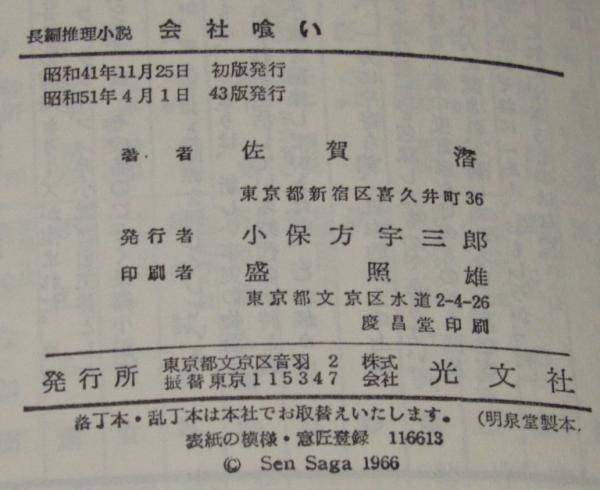 長編推理小説 会社喰い
昭和41年11月25日 初版発行
昭和51年4月1日 43版発行
著者 佐賀潜
東京都新宿区喜久井町36
発行者 小保方宇三郎
印刷者 盛照雄
東京都文京区水道2-4-26
慶昌堂印刷
発行所 東京都文京区音羽2 株式会社 光文社
振替東京115347
落丁本・乱丁本は本社でお取替えいたします。 (明泉堂製本
表紙の模様・意匠登録 116613
© Sen Saga 1966